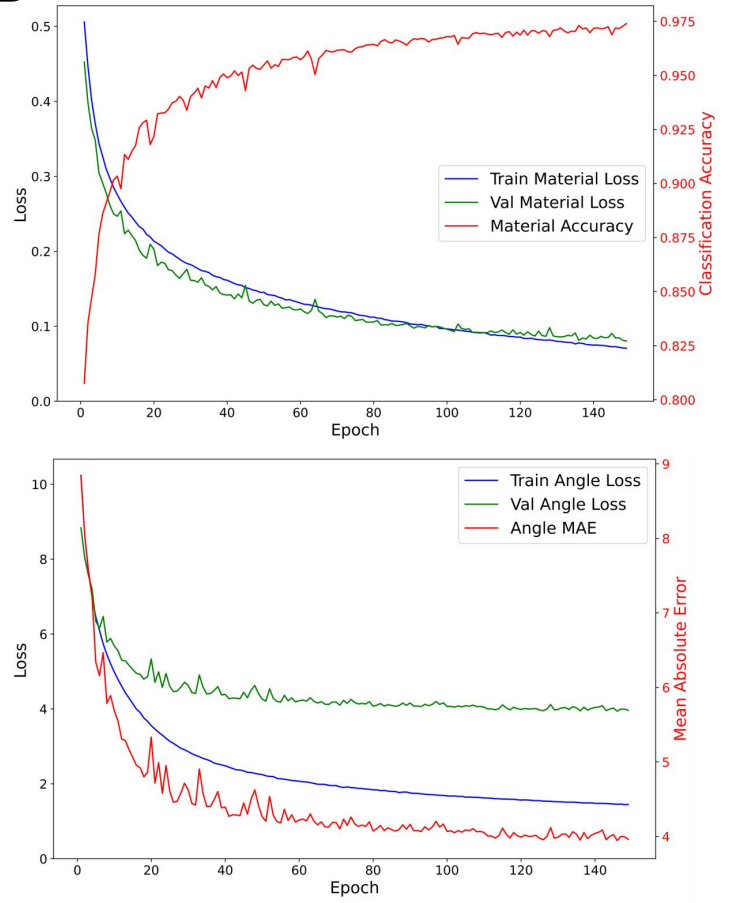 0.5
0.4
0.3
0.2
0.1
0.0
Loss
0 20 40 60 80 100 120 140
Epoch
0.975
0.950
0.925
0.900
0.875
0.850
0.825
0.800
Classification Accuracy
Train Material Loss
Val Material Loss
Material Accuracy
10
8
6
4
2
0
Loss
0 20 40 60 80 100 120 140
Epoch
9
8
7
6
5
4
Mean Absolute Error
Train Angle Loss
Val Angle Loss
Angle MAE